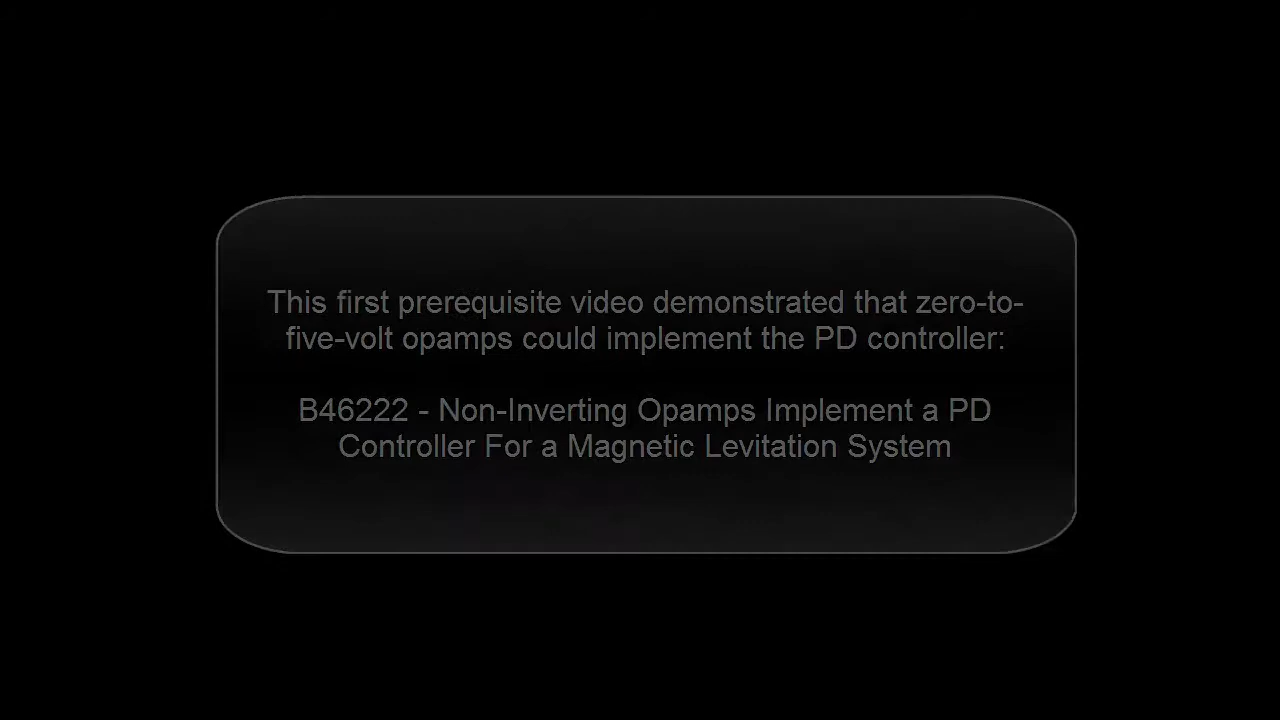 This first prerequisite video demonstrated that zero-to-
five-volt opamps could implement the PD controller:
B46222 - Non-Inverting Opamps Implement a PD
Controller For a Magnetic Levitation System